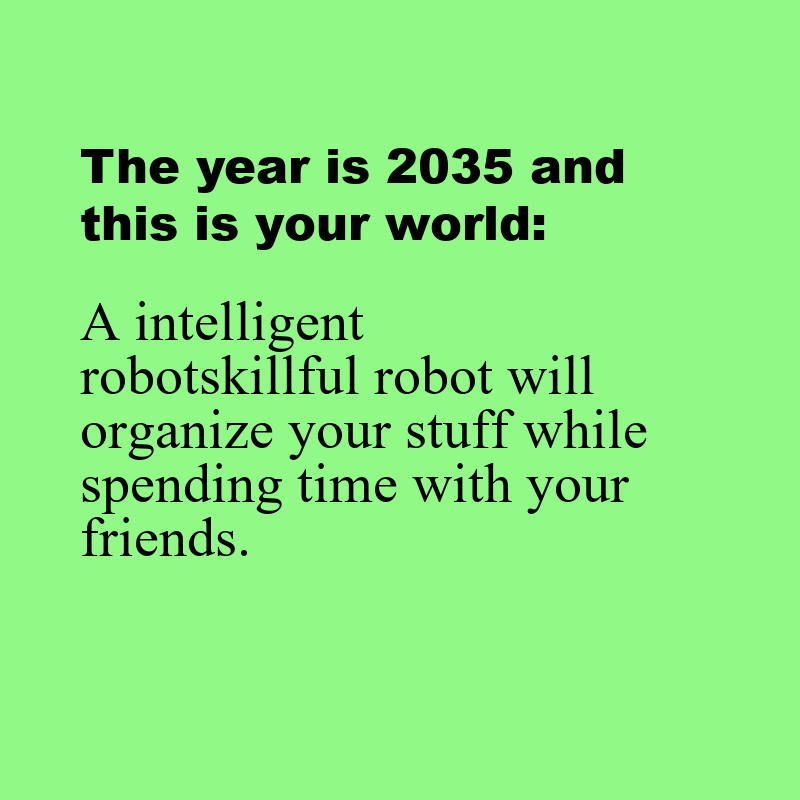 The year is 2035 and
this is your world:
A intelligent
robotskillful robot will
organize your stuff while
spending time with your
friends.